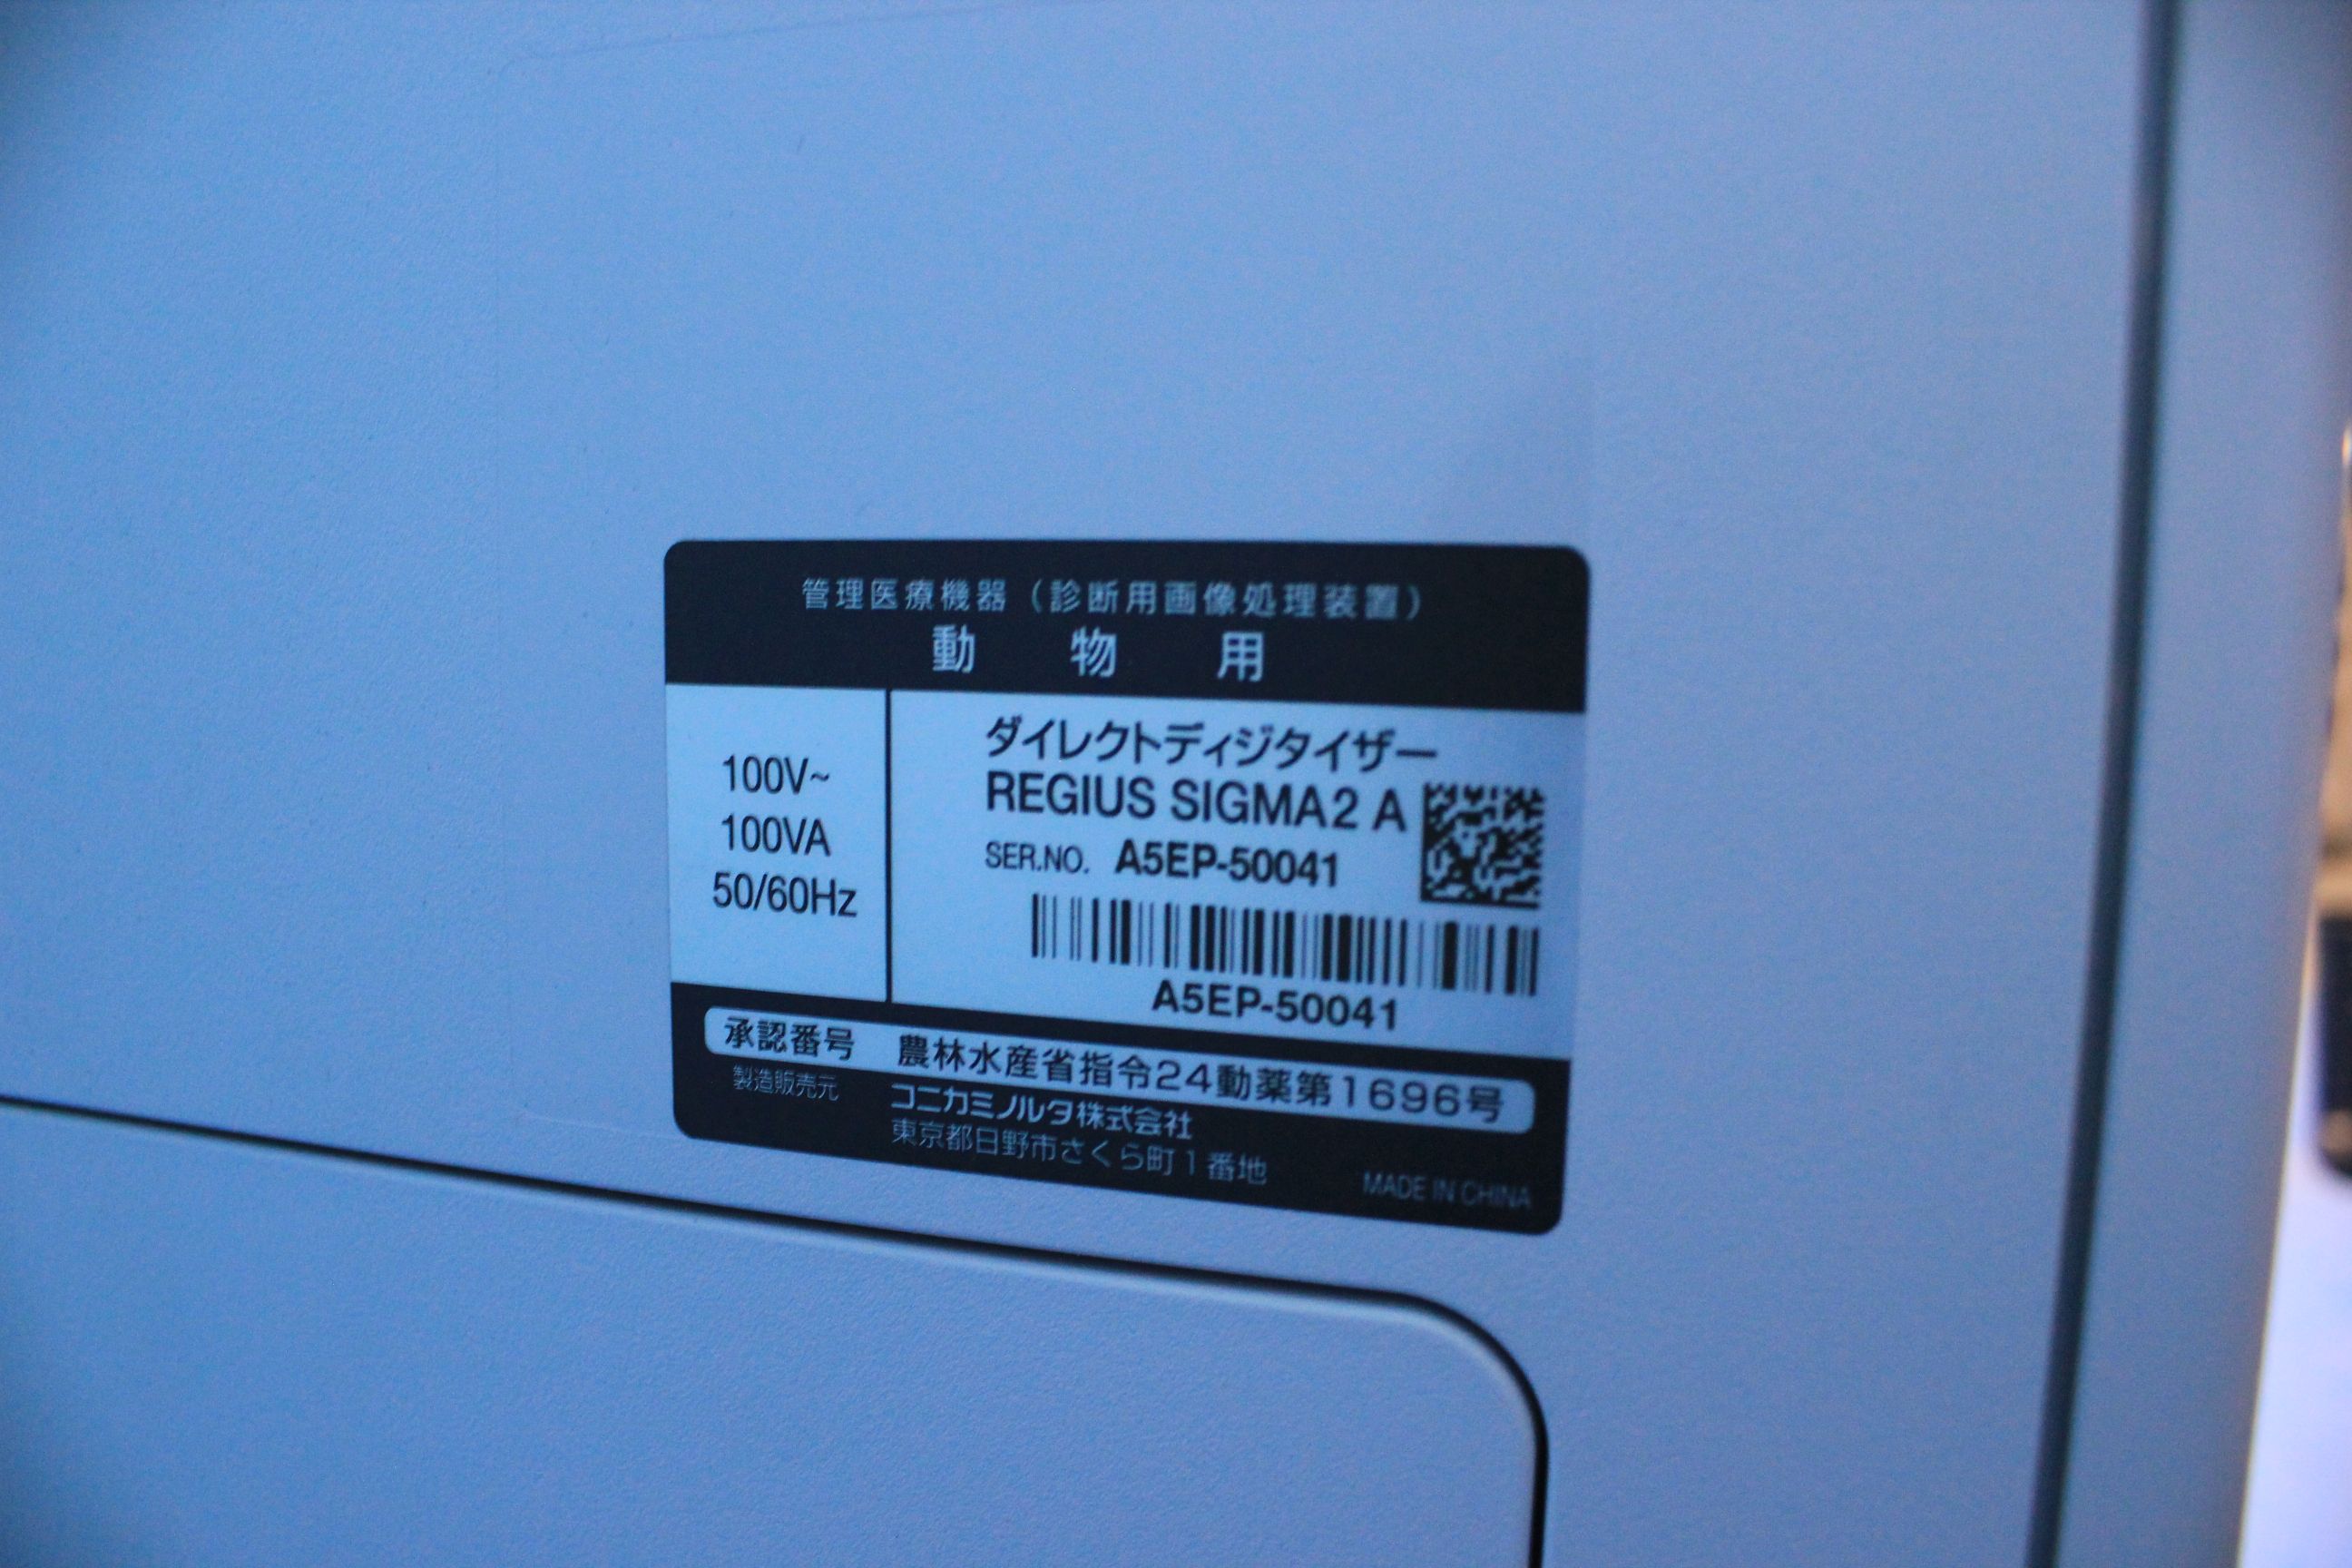 管理医療機器（診断用画像処理装置）
動物用
100V~
100VA
50/60Hz
ダイレクトディジタイザー
REGIUS SIGMA2 A
SER.NO. A5EP-50041
A5EP-50041
承認番号 農林水産省指令24動薬第1696号
製造販売元 コニカミノルタ株式会社
東京都日野市さくら町1番地
MADE IN CHINA